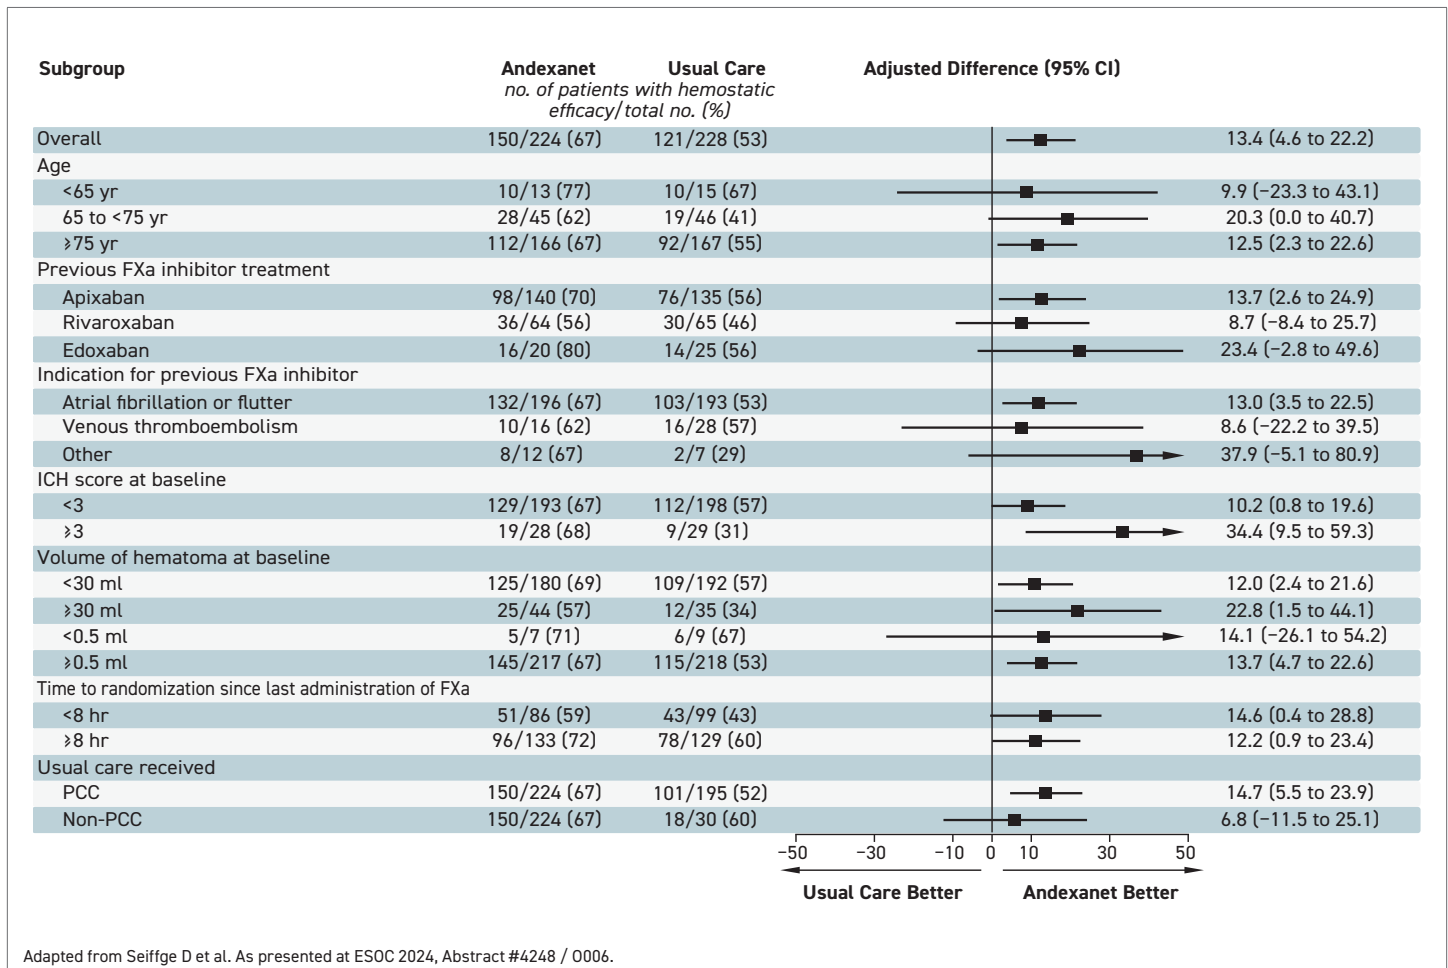 Subgroup Andexanet Usual Care Adjusted Difference (95% CI)
no. of patients with hemostatic
efficacy/total no. (%)
Overall 150/224 (67) 121/228 (53) 13.4 (4.6 to 22.2)
Age
<65 yr 10/13 (77) 10/15 (67) 9.9 (−23.3 to 43.1)
65 to <75 yr 28/45 (62) 19/46 (41) 20.3 (0.0 to 40.7)
⩾75 yr 112/166 (67) 92/167 (55) 12.5 (2.3 to 22.6)
Previous FXa inhibitor treatment
Apixaban 98/140 (70) 76/135 (56) 13.7 (2.6 to 24.9)
Rivaroxaban 36/64 (56) 30/65 (46) 8.7 (−8.4 to 25.7)
Edoxaban 16/20 (80) 14/25 (56) 23.4 (−2.8 to 49.6)
Indication for previous FXa inhibitor
Atrial fibrillation or flutter 132/196 (67) 103/193 (53) 13.0 (3.5 to 22.5)
Venous thromboembolism 10/16 (62) 16/28 (57) 8.6 (−22.2 to 39.5)
Other 8/12 (67) 2/7 (29) 37.9 (−5.1 to 80.9)
ICH score at baseline
<3 129/193 (67) 112/198 (57) 10.2 (0.8 to 19.6)
⩾3 19/28 (68) 9/29 (31) 34.4 (9.5 to 59.3)
Volume of hematoma at baseline
<30 ml 125/180 (69) 109/192 (57) 12.0 (2.4 to 21.6)
⩾30 ml 25/44 (57) 12/35 (34) 22.8 (1.5 to 44.1)
<0.5 ml 5/7 (71) 6/9 (67) 14.1 (−26.1 to 54.2)
⩾0.5 ml 145/217 (67) 115/218 (53) 13.7 (4.7 to 22.6)
Time to randomization since last administration of FXa
<8 hr 51/86 (59) 43/99 (43) 14.6 (0.4 to 28.8)
⩾8 hr 96/133 (72) 78/129 (60) 12.2 (0.9 to 23.4)
Usual care received
PCC 150/224 (67) 101/195 (52) 14.7 (5.5 to 23.9)
Non-PCC 150/224 (67) 18/30 (60) 6.8 (−11.5 to 25.1)
−50 −30 −10 0 10 30 50
Usual Care Better Andexanet Better
Adapted from Seiffge D et al. As presented at ESOC 2024, Abstract #4248 / O006.